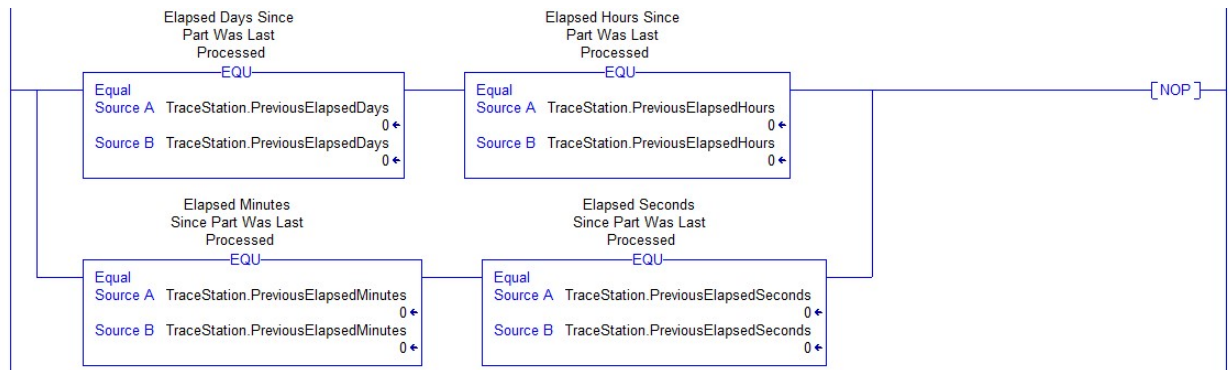 Elapsed Days Since
Part Was Last
Processed
EQU
Equal
Source A TraceStation.PreviousElapsedDays
0
Source B TraceStation.PreviousElapsedDays
0
Elapsed Hours Since
Part Was Last
Processed
EQU
Equal
Source A TraceStation.PreviousElapsedHours
0
Source B TraceStation.PreviousElapsedHours
0
NOP
Elapsed Minutes
Since Part Was Last
Processed
EQU
Equal
Source A TraceStation.PreviousElapsedMinutes
0
Source B TraceStation.PreviousElapsedMinutes
0
Elapsed Seconds
Since Part Was Last
Processed
EQU
Equal
Source A TraceStation.PreviousElapsedSeconds
0
Source B TraceStation.PreviousElapsedSeconds
0